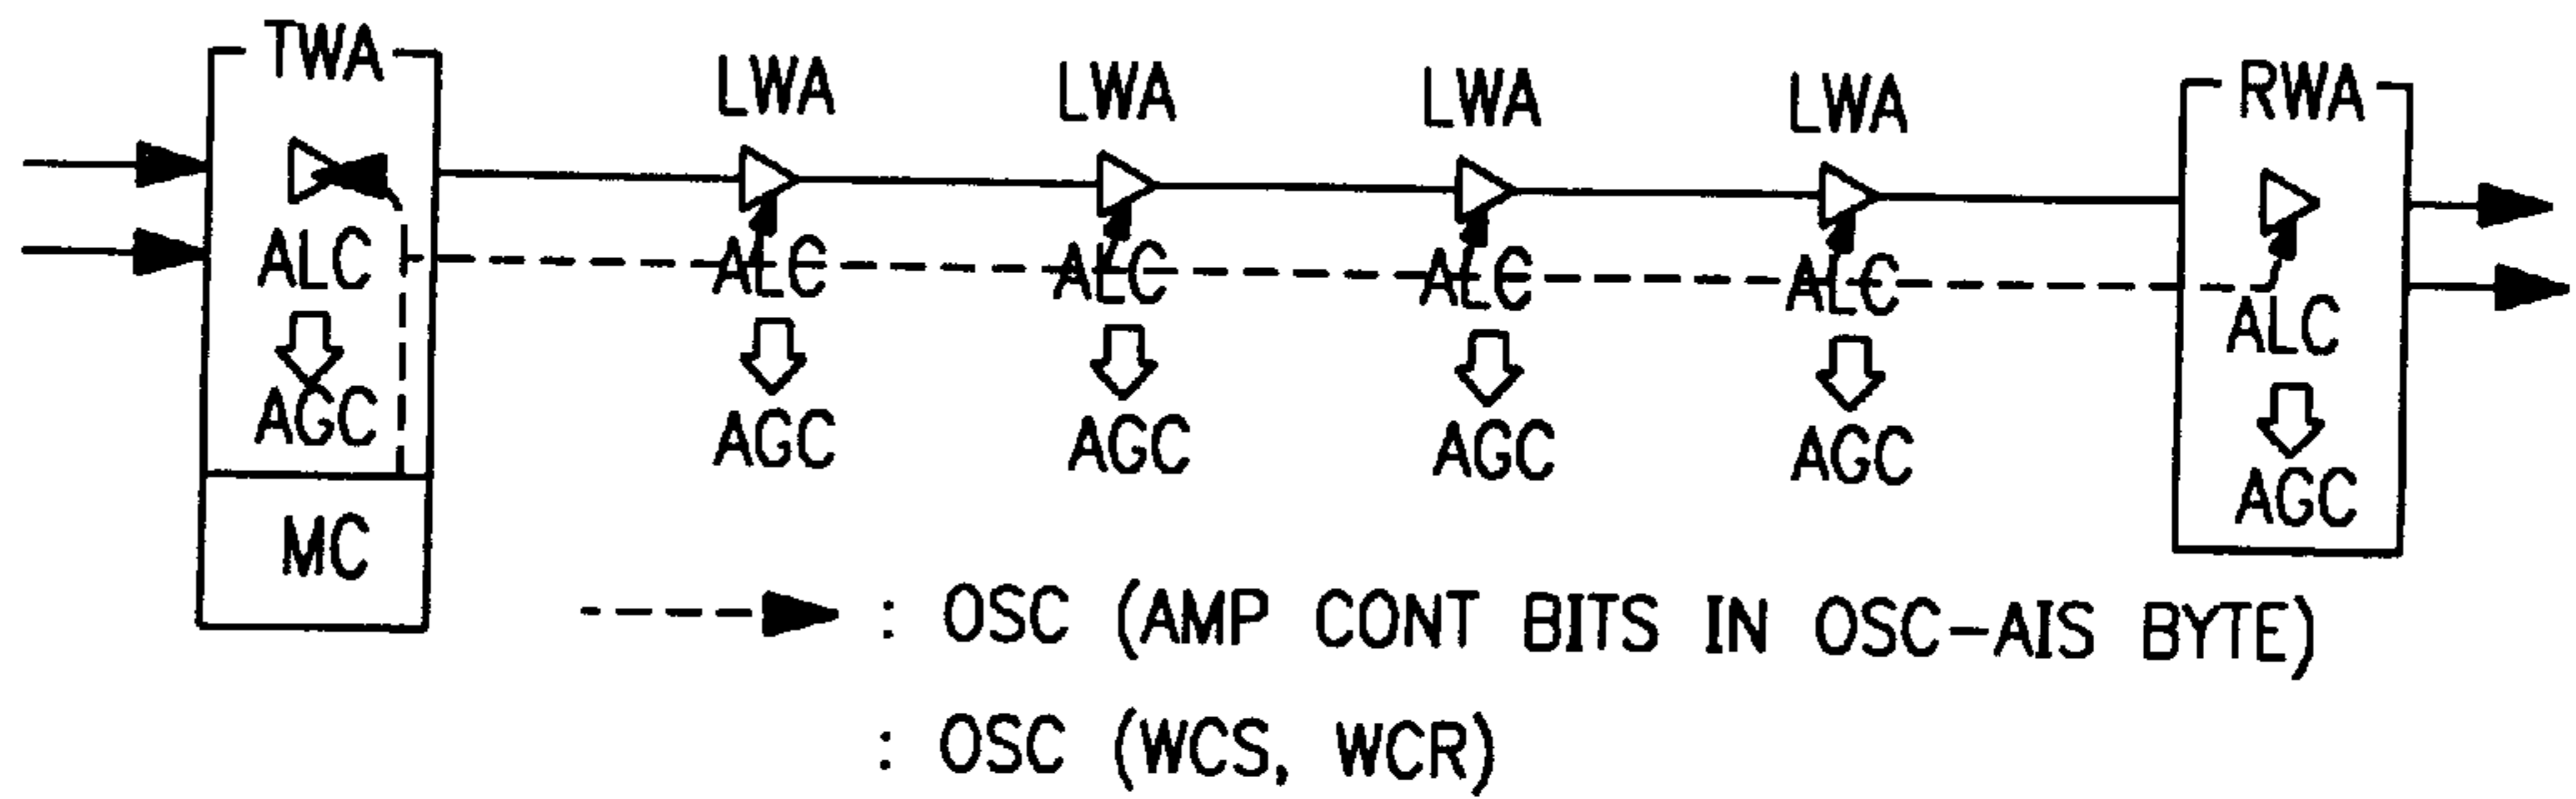 TWA LWA LWA LWA LWA RWA
ALC ALC ALC ALC ALC ALC
AGC AGC AGC AGC AGC AGC
MC
: OSC (AMP CONT BITS IN OSC-AIS BYTE)
: OSC (WCS, WCR)